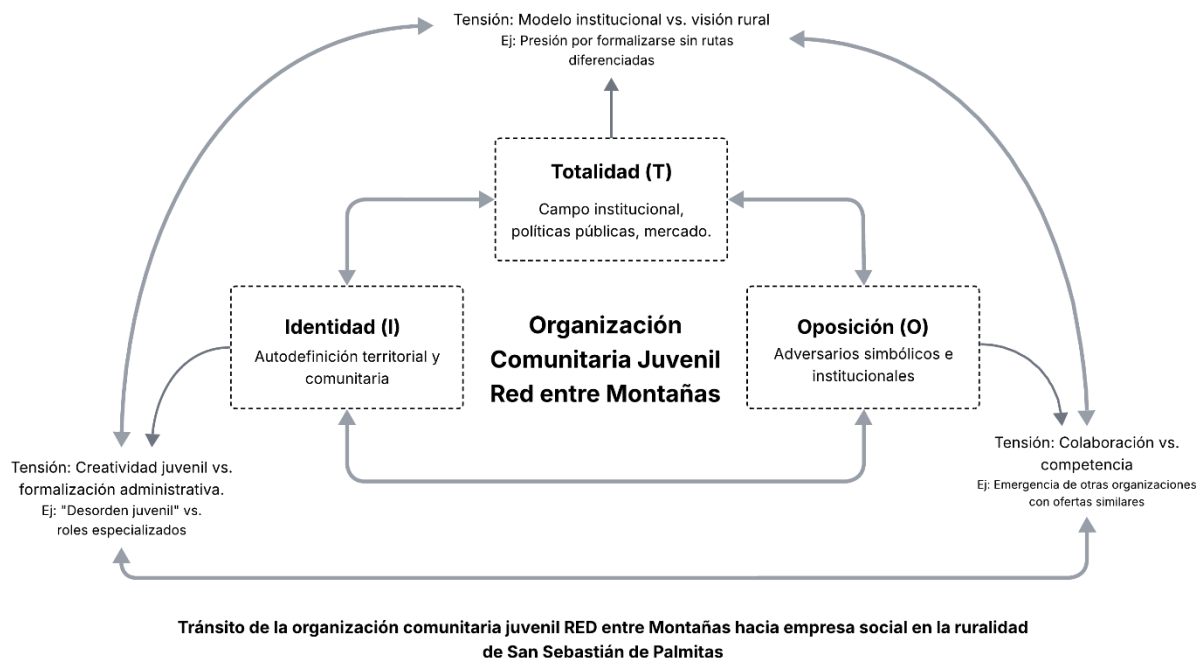 Tensión: Modelo institucional vs. visión rural
Ej: Presión por formalizarse sin rutas
diferenciadas
Totalidad (T)
Campo institucional,
políticas públicas, mercado.
Identidad (I)
Autodefinición territorial y
comunitaria
Organización
Comunitaria Juvenil
Red entre Montañas
Oposición (O)
Adversarios simbólicos e
institucionales
Tensión: Creatividad juvenil vs.
formalización administrativa.
Ej: "Desorden juvenil" vs.
roles especializados
Tensión: Colaboración vs.
competencia
Ej: Emergencia de otras organizaciones
con ofertas similares
Tránsito de la organización comunitaria juvenil RED entre Montañas hacia empresa social en la ruralidad
de San Sebastián de Palmitas